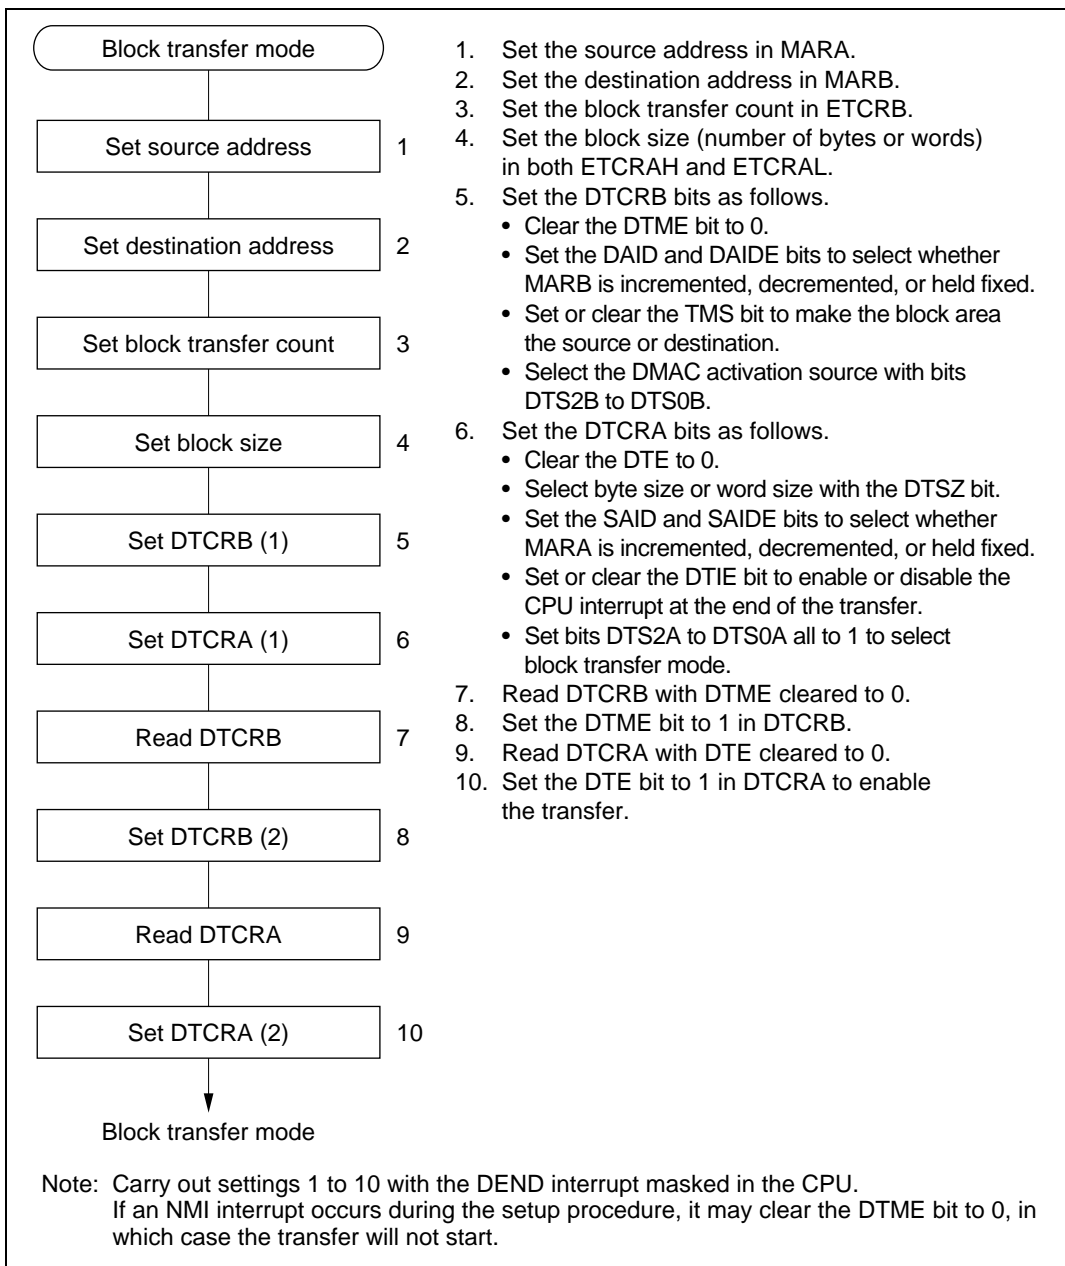 Block transfer mode
Set source address 1
Set destination address 2
Set block transfer count 3
Set block size 4
Set DTCRB (1) 5
Set DTCRA (1) 6
Read DTCRB 7
Set DTCRB (2) 8
Read DTCRA 9
Set DTCRA (2) 10
Block transfer mode
1. Set the source address in MARA.
2. Set the destination address in MARB.
3. Set the block transfer count in ETCRB.
4. Set the block size (number of bytes or words)
in both ETCRAH and ETCRAL.
5. Set the DTCRB bits as follows.
• Clear the DTME bit to 0.
• Set the DAID and DAIDE bits to select whether
MARB is incremented, decremented, or held fixed.
• Set or clear the TMS bit to make the block area
the source or destination.
• Select the DMAC activation source with bits
DTS2B to DTS0B.
6. Set the DTCRA bits as follows.
• Clear the DTE to 0.
• Select byte size or word size with the DTSZ bit.
• Set the SAID and SAIDE bits to select whether
MARA is incremented, decremented, or held fixed.
• Set or clear the DTIE bit to enable or disable the
CPU interrupt at the end of the transfer.
• Set bits DTS2A to DTS0A all to 1 to select
block transfer mode.
7. Read DTCRB with DTME cleared to 0.
8. Set the DTME bit to 1 in DTCRB.
9. Read DTCRA with DTE cleared to 0.
10. Set the DTE bit to 1 in DTCRA to enable
the transfer.
Note: Carry out settings 1 to 10 with the DEND interrupt masked in the CPU.
If an NMI interrupt occurs during the setup procedure, it may clear the DTME bit to 0, in
which case the transfer will not start.